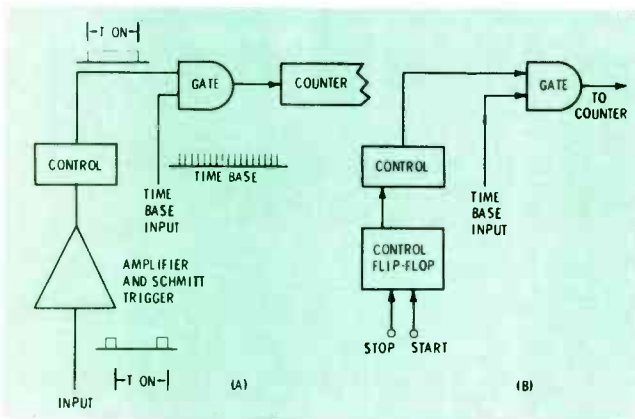 T ON
GATE
COUNTER
CONTROL
TIME BASE
TIME
BASE
INPUT
AMPLIFIER
AND SCHMITT
TRIGGER
T ON
INPUT
(A)
GATE
TO
COUNTER
CONTROL
TIME
BASE
INPUT
CONTROL
FLIP-FLOP
STOP START
(B)